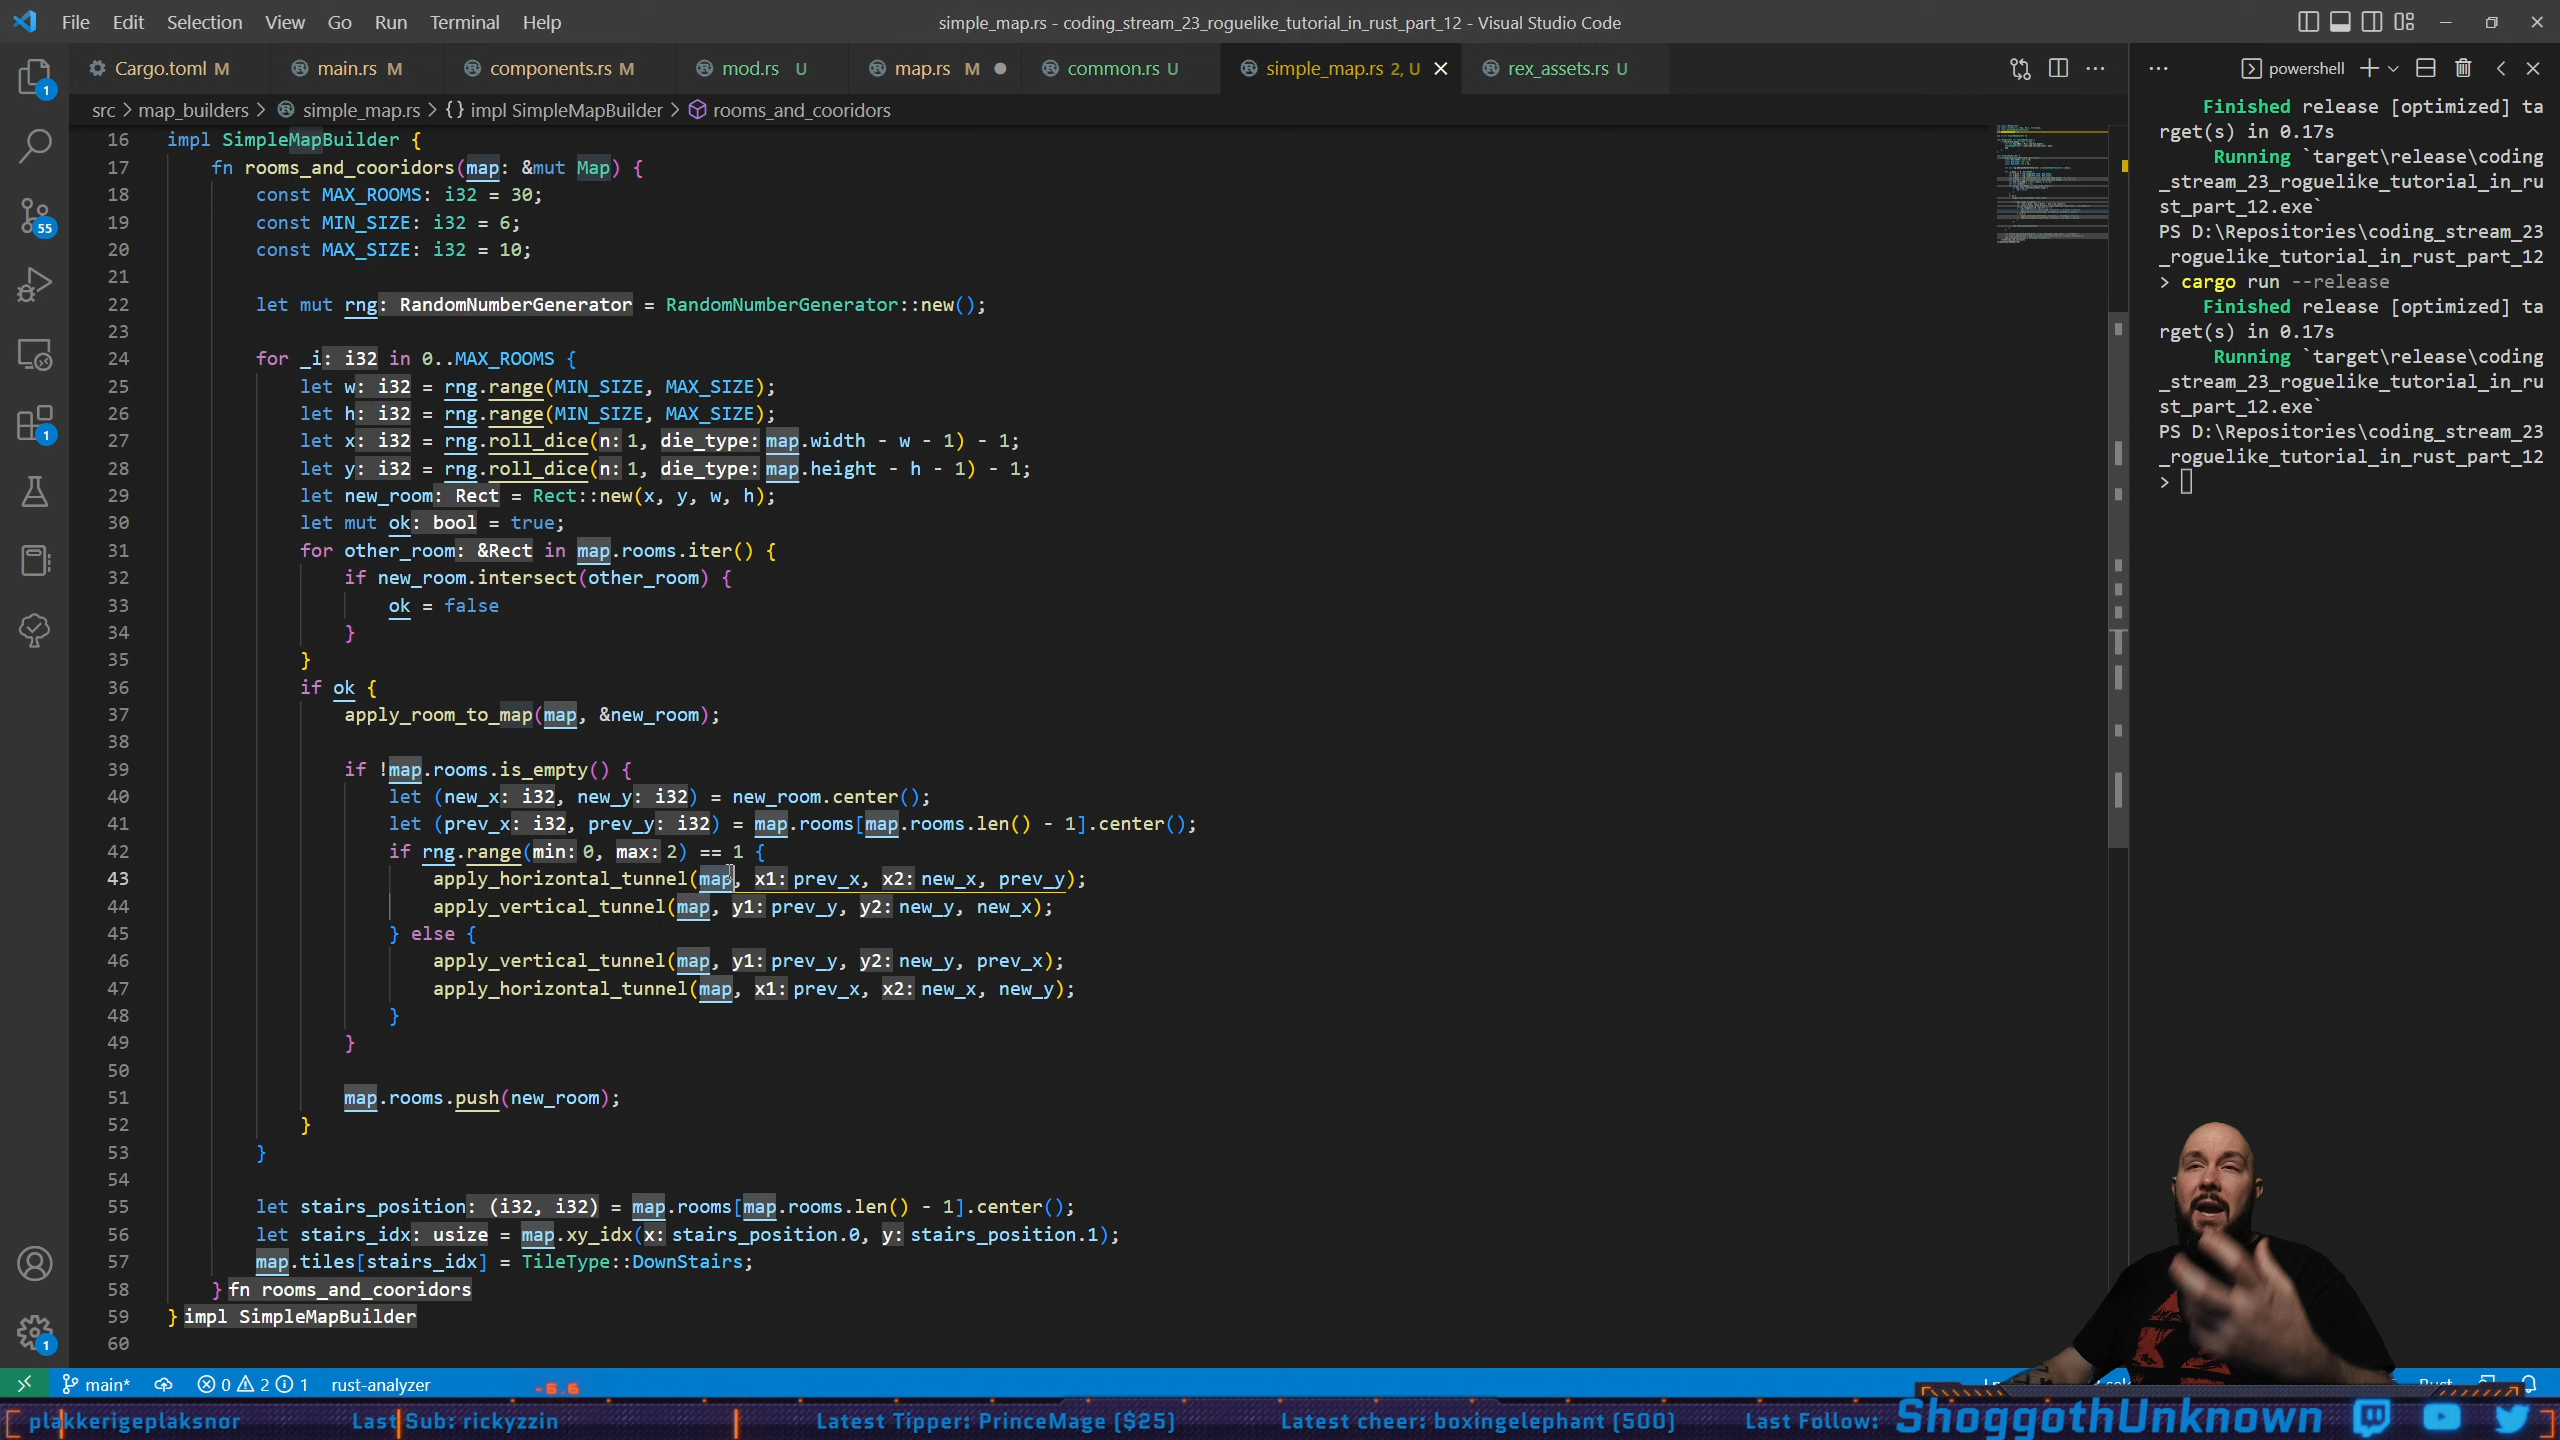 File Edit Selection View Go Run Terminal Help
simple_map.rs - coding_stream_23_roguelike_tutorial_in_rust_part_12 - Visual Studio Code
Cargo.toml M
main.rs M
components.rs M
mod.rs U
map.rs M
common.rs U
simple_map.rs 2, U
rex_assets.rs U
src > map_builders > simple_map.rs > {} impl SimpleMapBuilder > rooms_and_cooridors
16 impl SimpleMapBuilder {
17 fn rooms_and_cooridors(map: &mut Map) {
18 const MAX_ROOMS: i32 = 30;
19 const MIN_SIZE: i32 = 6;
20 const MAX_SIZE: i32 = 10;
21
22 let mut rng: RandomNumberGenerator = RandomNumberGenerator::new();
23
24 for _i: i32 in 0..MAX_ROOMS {
25 let w: i32 = rng.range(MIN_SIZE, MAX_SIZE);
26 let h: i32 = rng.range(MIN_SIZE, MAX_SIZE);
27 let x: i32 = rng.roll_dice(n: 1, die_type: map.width - w - 1) - 1;
28 let y: i32 = rng.roll_dice(n: 1, die_type: map.height - h - 1) - 1;
29 let new_room: Rect = Rect::new(x, y, w, h);
30 let mut ok: bool = true;
31 for other_room: &Rect in map.rooms.iter() {
32 if new_room.intersect(other_room) {
33 ok = false
34 }
35 }
36 if ok {
37 apply_room_to_map(map, &new_room);
38
39 if !map.rooms.is_empty() {
40 let (new_x: i32, new_y: i32) = new_room.center();
41 let (prev_x: i32, prev_y: i32) = map.rooms[map.rooms.len() - 1].center();
42 if rng.range(min: 0, max: 2) == 1 {
43 apply_horizontal_tunnel(map, x1: prev_x, x2: new_x, prev_y);
44 apply_vertical_tunnel(map, y1: prev_y, y2: new_y, new_x);
45 } else {
46 apply_vertical_tunnel(map, y1: prev_y, y2: new_y, prev_x);
47 apply_horizontal_tunnel(map, x1: prev_x, x2: new_x, new_y);
48 }
49 }
50
51 map.rooms.push(new_room);
52 }
53 }
54
55 let stairs_position: (i32, i32) = map.rooms[map.rooms.len() - 1].center();
56 let stairs_idx: usize = map.xy_idx(x: stairs_position.0, y: stairs_position.1);
57 map.tiles[stairs_idx] = TileType::DownStairs;
58 } fn rooms_and_cooridors
59 } impl SimpleMapBuilder
60
powershell
Finished release [optimized] ta
rget(s) in 0.17s
Running `target\release\coding
_stream_23_roguelike_tutorial_in_ru
st_part_12.exe`
PS D:\Repositories\coding_stream_23
_roguelike_tutorial_in_rust_part_12
> cargo run --release
Finished release [optimized] ta
rget(s) in 0.17s
Running `target\release\coding
_stream_23_roguelike_tutorial_in_ru
st_part_12.exe`
PS D:\Repositories\coding_stream_23
_roguelike_tutorial_in_rust_part_12
>
1
55
1
1
main* 0 2 1 rust-analyzer
-5.6
plakkerigeplaksnor
Last Sub: rickyzzin
Latest Tipper: PrinceMage ($25)
Latest cheer: boxingelephant (500)
Last Follow:
ShoggothUnknown